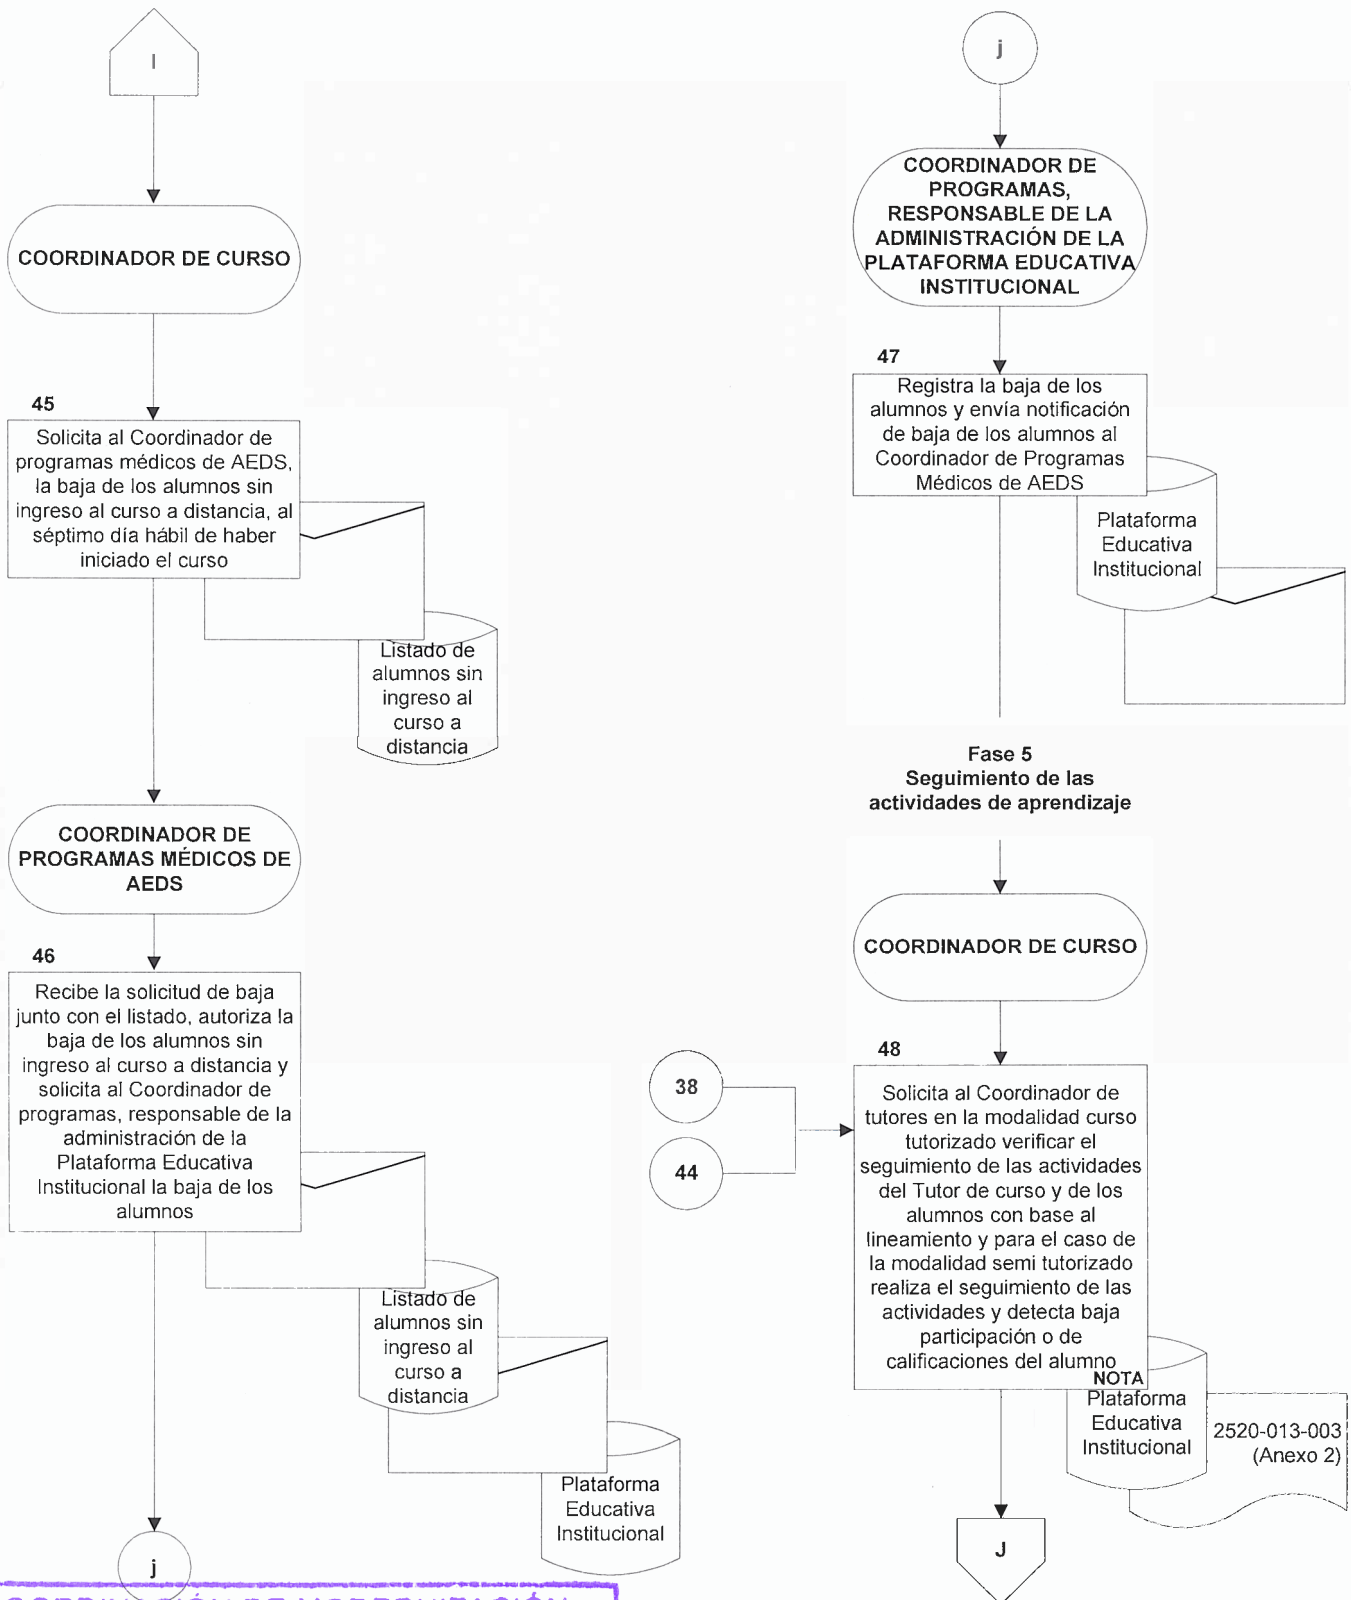 I
COORDINADOR DE CURSO
45
Solicita al Coordinador de
programas médicos de AEDS,
la baja de los alumnos sin
ingreso al curso a distancia, al
séptimo día hábil de haber
iniciado el curso
Listado de
alumnos sin
ingreso al
curso a
distancia
COORDINADOR DE
PROGRAMAS MÉDICOS DE
AEDS
46
Recibe la solicitud de baja
junto con el listado, autoriza la
baja de los alumnos sin
ingreso al curso a distancia y
solicita al Coordinador de
programas, responsable de la
administración de la
Plataforma Educativa
Institucional la baja de los
alumnos
Listado de
alumnos sin
ingreso al
curso a
distancia
Plataforma
Educativa
Institucional
j
j
COORDINADOR DE
PROGRAMAS,
RESPONSABLE DE LA
ADMINISTRACIÓN DE LA
PLATAFORMA EDUCATIVA
INSTITUCIONAL
47
Registra la baja de los
alumnos y envía notificación
de baja de los alumnos al
Coordinador de Programas
Médicos de AEDS
Plataforma
Educativa
Institucional
Fase 5
Seguimiento de las
actividades de aprendizaje
COORDINADOR DE CURSO
48
38
44
Solicita al Coordinador de
tutores en la modalidad curso
tutorizado verificar el
seguimiento de las actividades
del Tutor de curso y de los
alumnos con base al
lineamiento y para el caso de
la modalidad semi tutorizado
realiza el seguimiento de las
actividades y detecta baja
participación o de
calificaciones del alumno
NOTA
Plataforma
Educativa
Institucional
2520-013-003
(Anexo 2)
J